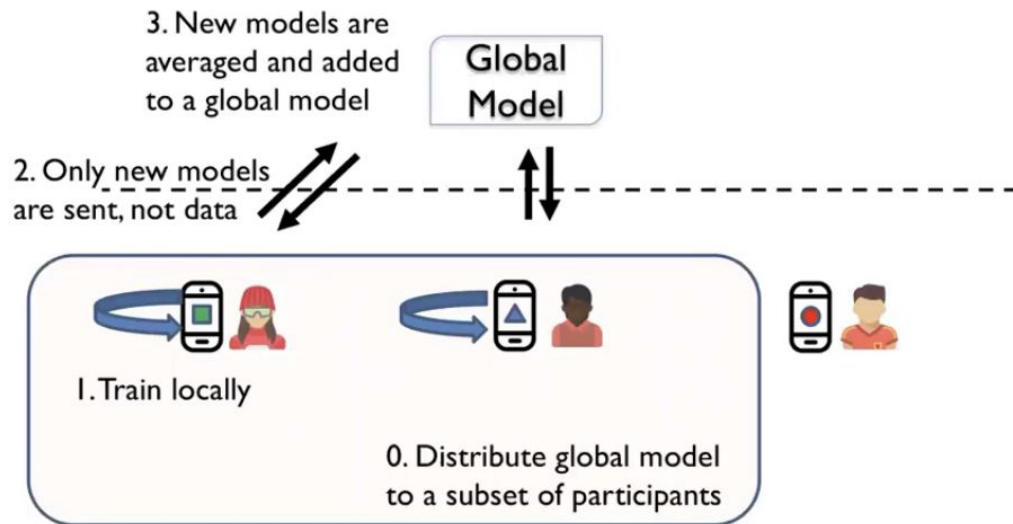 3. New models are
averaged and added
to a global model
Global
Model
2. Only new models
are sent, not data
1. Train locally
0. Distribute global model
to a subset of participants